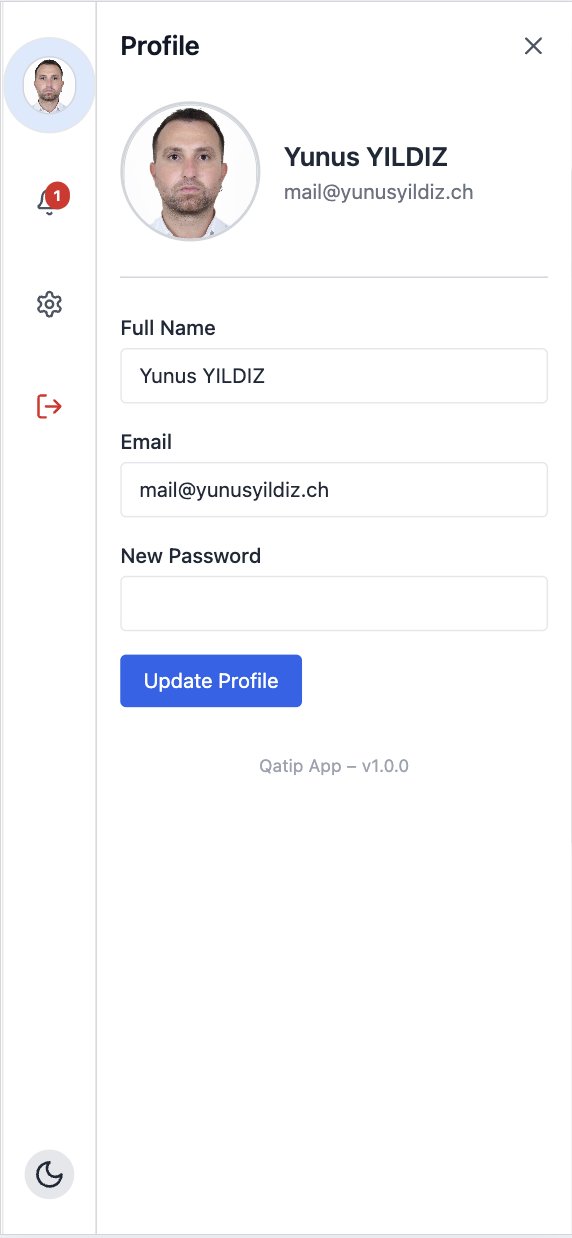 Profile
1
Yunus YILDIZ
mail@yunusyildiz.ch
Full Name
Yunus YILDIZ
Email
mail@yunusyildiz.ch
New Password
Update Profile
Qatip App – v1.0.0